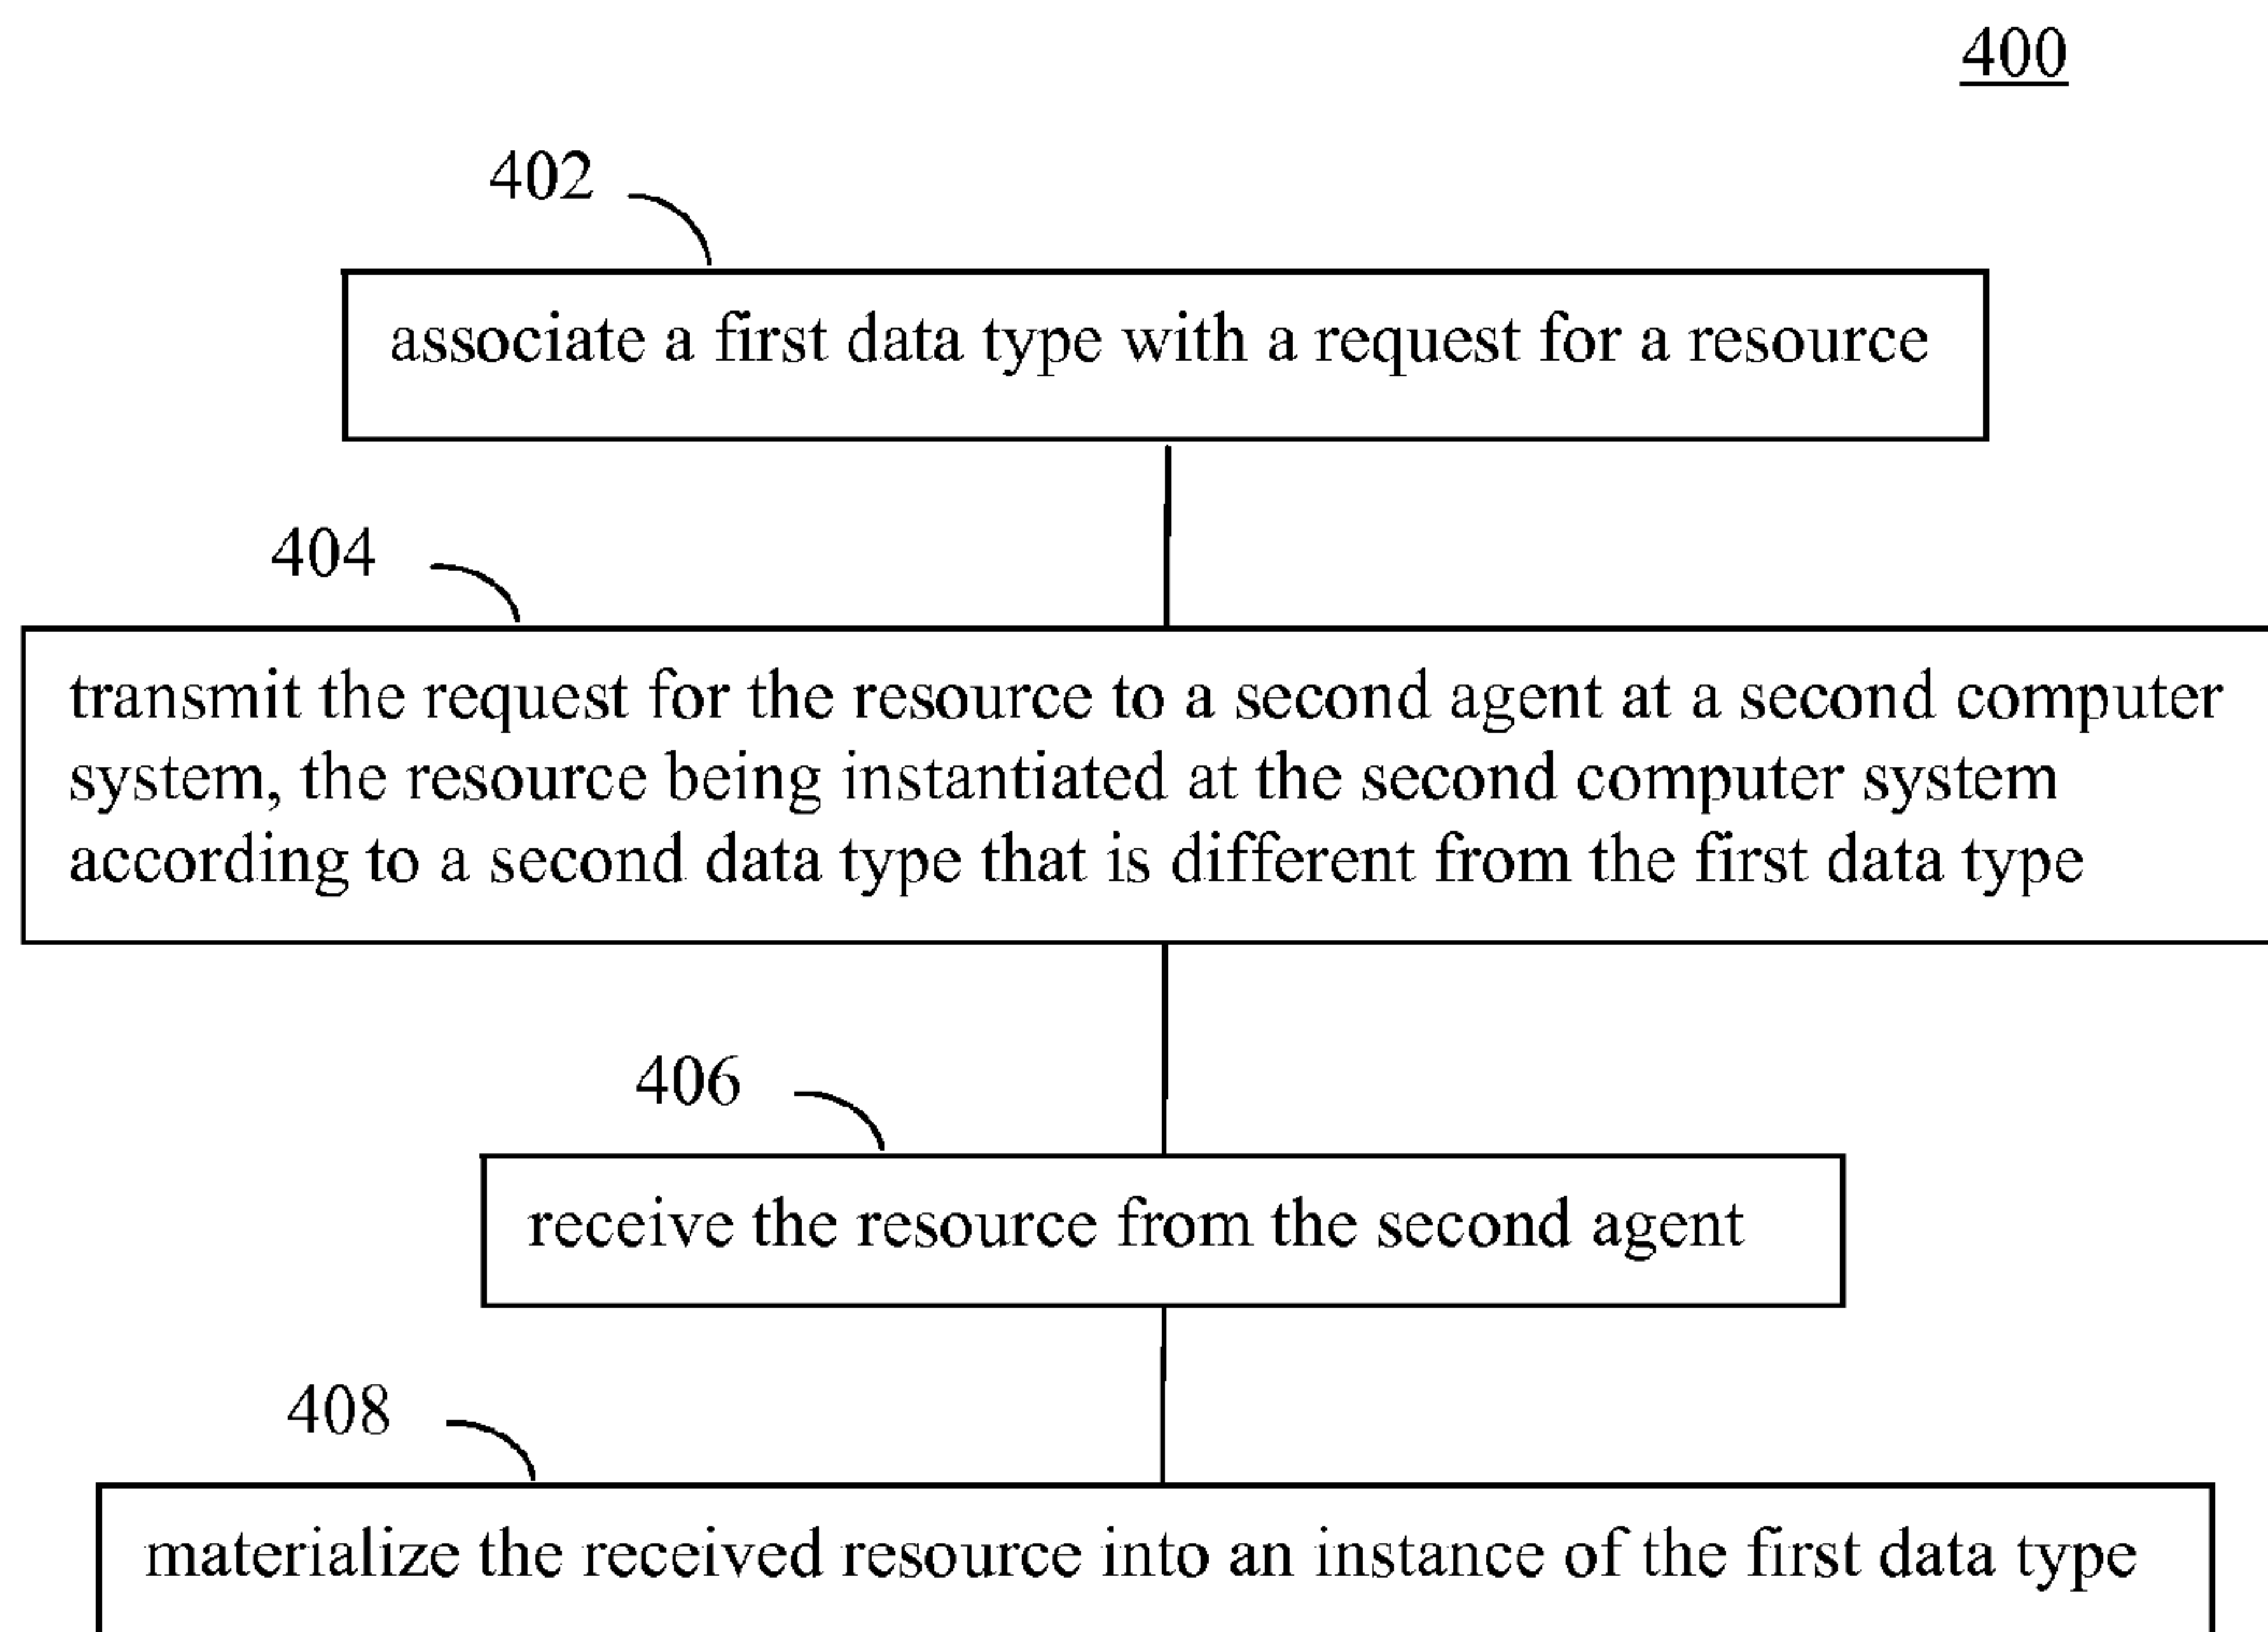 400
402
associate a first data type with a request for a resource
404
transmit the request for the resource to a second agent at a second computer
system, the resource being instantiated at the second computer system
according to a second data type that is different from the first data type
406
receive the resource from the second agent
408
materialize the received resource into an instance of the first data type